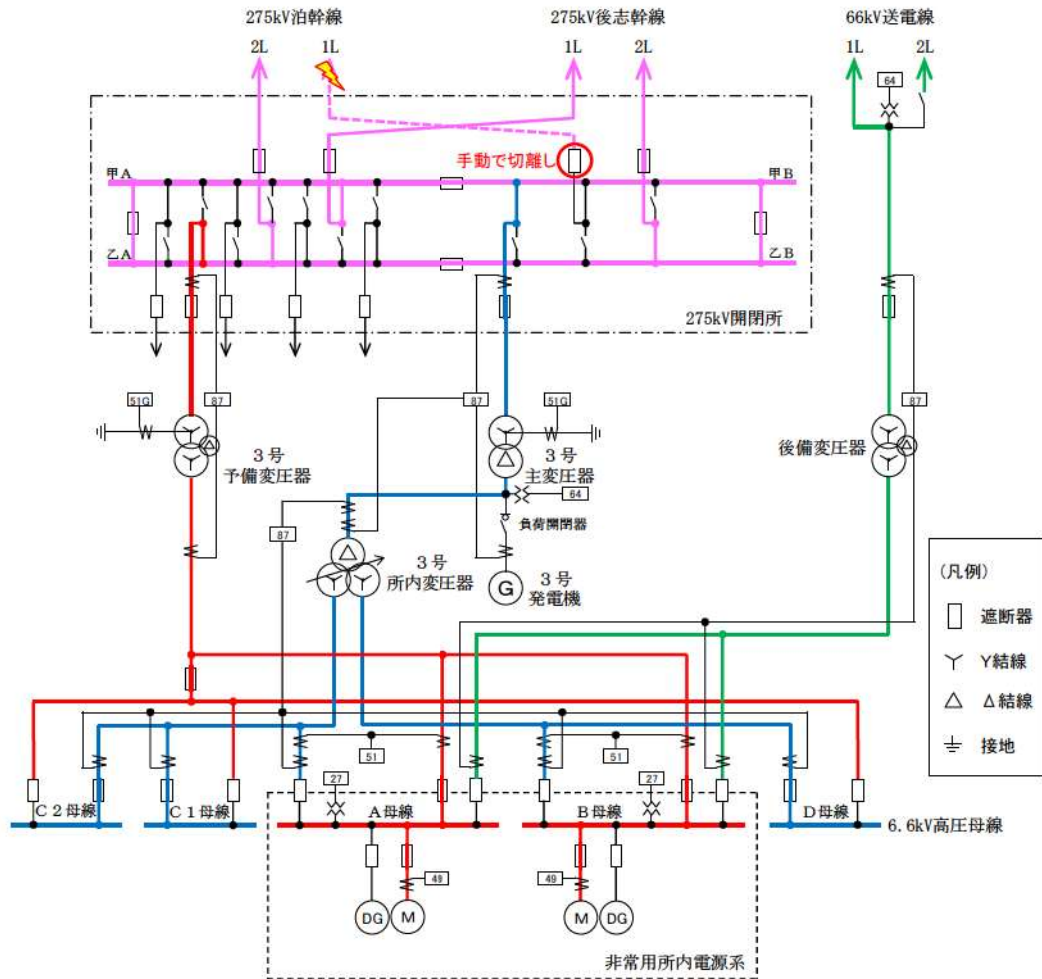 275kV泊幹線
275kV後志幹線
66kV送電線
2L
1L
1L
2L
1L
2L
64
手動で切離し
甲A
甲B
乙A
乙B
275kV開閉所
51G
87
87
51G
87
3号
予備変圧器
3号
主変圧器
後備変圧器
64
87
負荷開閉器
3号
所内変圧器
G
3号
発電機
(凡例)
遮断器
Y結線
Δ結線
接地
51
51
27
27
C2母線
C1母線
A母線
B母線
D母線
6.6kV高圧母線
49
49
DG
M
M
DG
非常用所内電源系